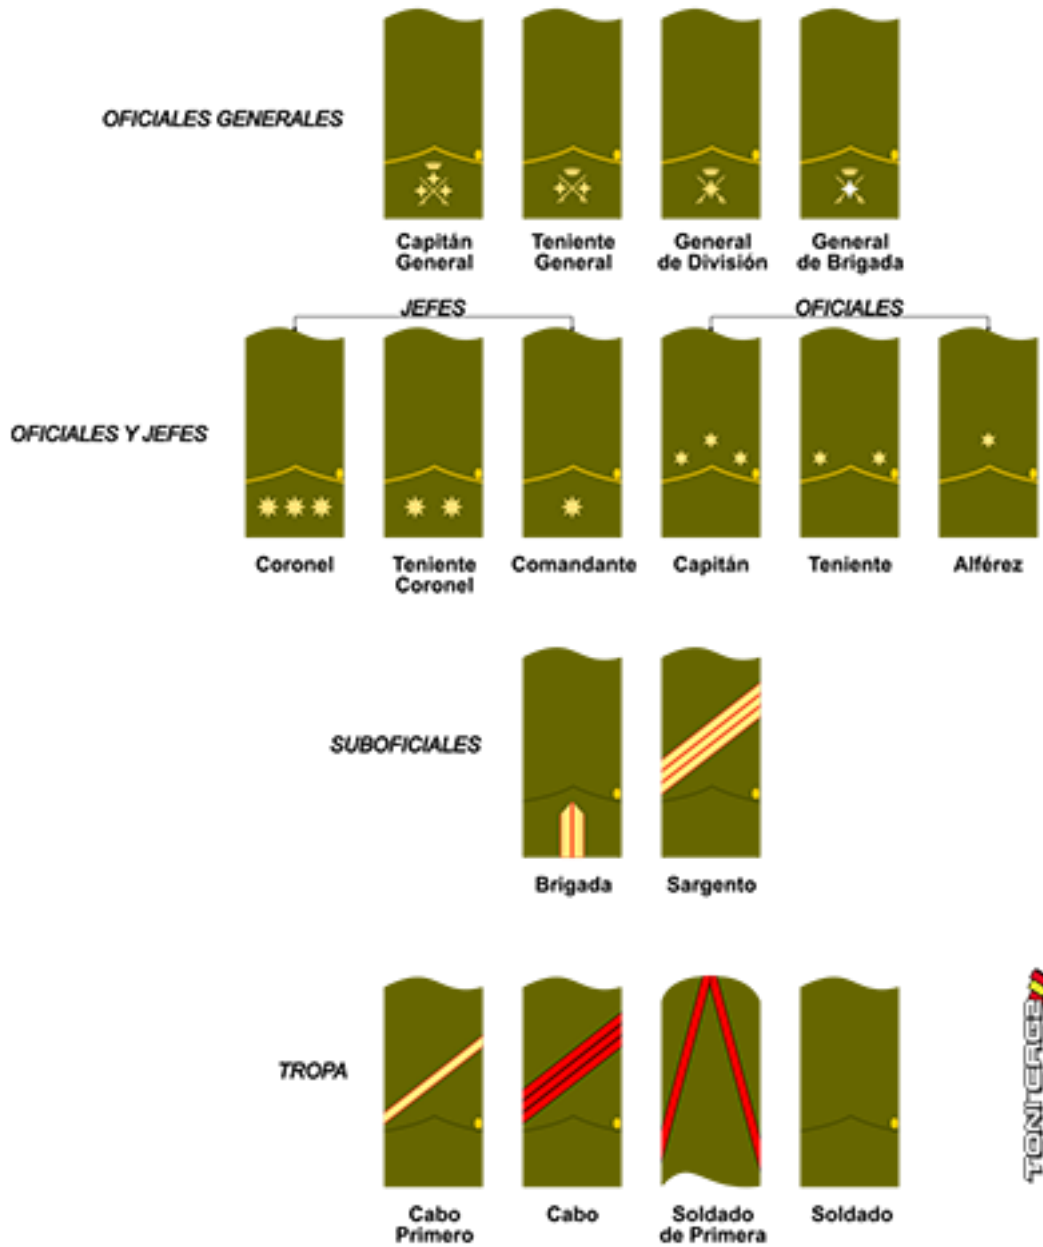 OFICIALES GENERALES
Capitán
General
Teniente
General
General
de División
General
de Brigada
JEFES
OFICIALES
OFICIALES Y JEFES
Coronel
Teniente
Coronel
Comandante
Capitán
Teniente
Alférez
SUBOFICIALES
Brigada
Sargento
TROPA
Cabo
Primero
Cabo
Soldado
de Primera
Soldado